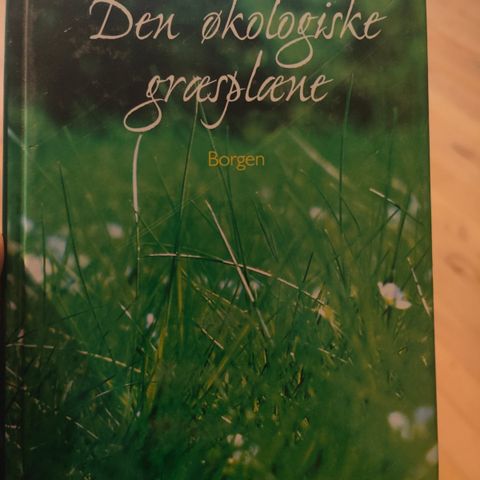 Den økologiske
græsplæne
Borgen